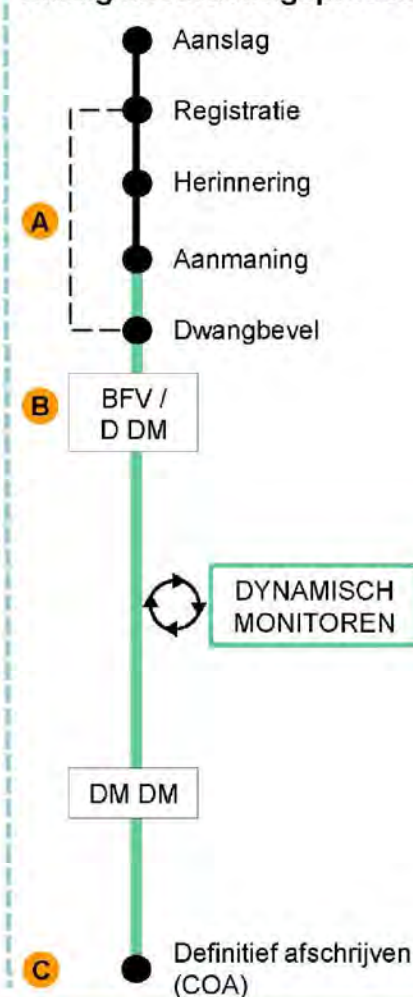 Aanslag
Registratie
Herinnering
A
Aanmaning
Dwangbevel
B
BFV /
D DM
DYNAMISCH
MONITOREN
DM DM
C
Definitief afschrijven
(COA)